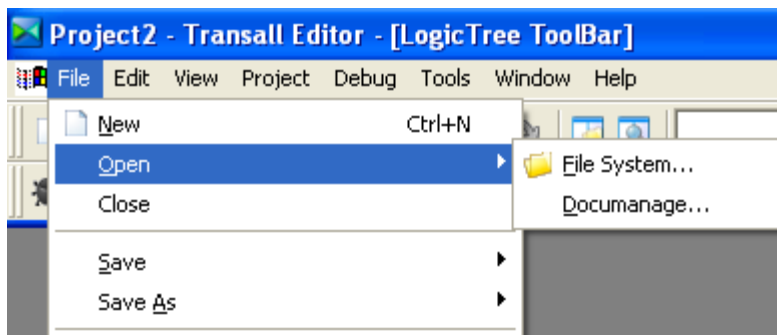 Project2 - Transall Editor - [LogicTree ToolBar]
File Edit View Project Debug Tools Window Help
New Ctrl+N
Open
File System...
Close
Documanage...
Save
Save As